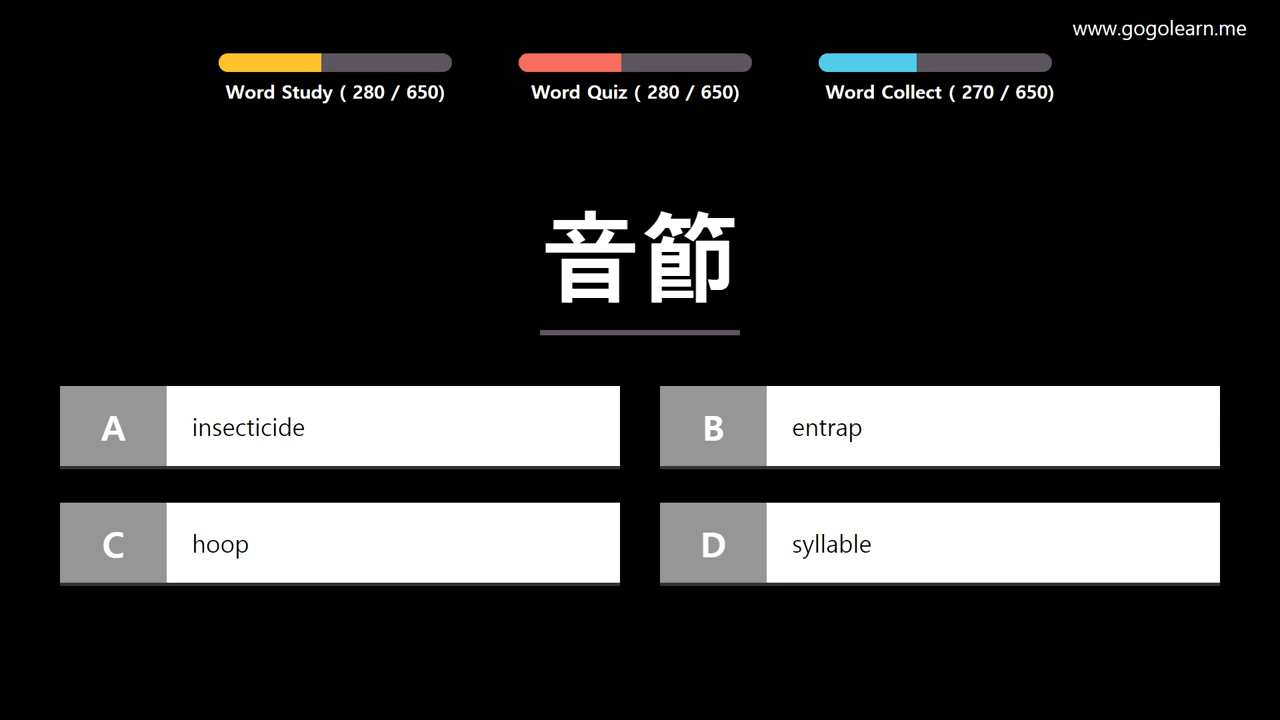 www.gogolearn.me
Word Study ( 280 / 650) Word Quiz ( 280 / 650) Word Collect ( 270 / 650)
音節
A insecticide
B entrap
C hoop
D syllable